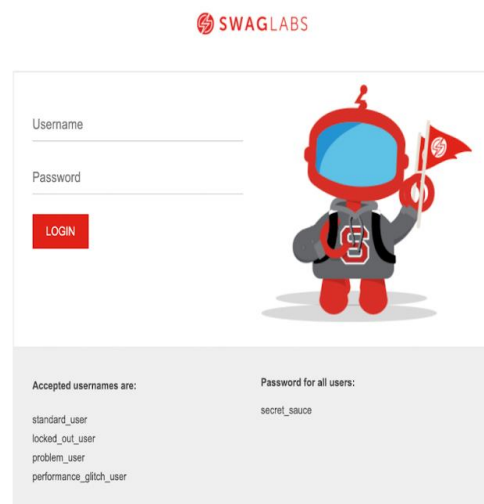 SWAGLABS
Username
Password
LOGIN
S
Accepted usernames are:
standard_user
locked_out_user
problem_user
performance_glitch_user
Password for all users:
secret_sauce